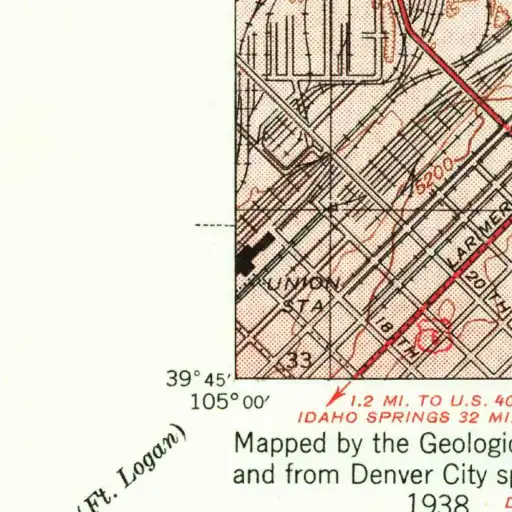 5200
LARIMER
20TH
UNION
STA
18TH
33
39°45'
105°00'
1.2 MI. TO U.S. 40
IDAHO SPRINGS 32 MI.
(Ft. Logan)
Mapped by the Geologic
and from Denver City sp
1938